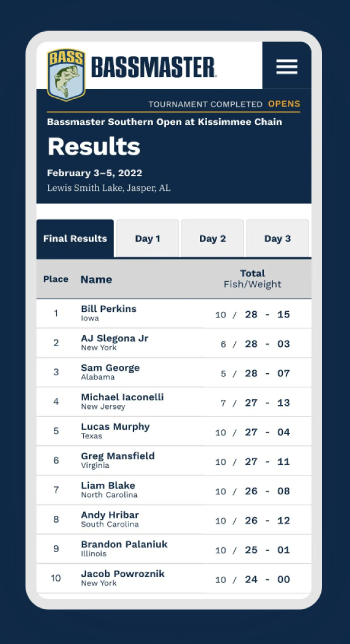 BASS
BASSMASTER
TOURNAMENT COMPLETED OPENS
Bassmaster Southern Open at Kissimmee Chain
Results
February 3–5, 2022
Lewis Smith Lake, Jasper, AL
Final Results Day 1 Day 2 Day 3
Place Name Total
Fish/Weight
1 Bill Perkins 10 / 28 - 15
Iowa
2 AJ Slegona Jr 6 / 28 - 03
New York
3 Sam George 5 / 28 - 07
Alabama
4 Michael Iaconelli 7 / 27 - 13
New Jersey
5 Lucas Murphy 10 / 27 - 04
Texas
6 Greg Mansfield 10 / 27 - 11
Virginia
7 Liam Blake 10 / 26 - 08
North Carolina
8 Andy Hribar 10 / 26 - 12
South Carolina
9 Brandon Palaniuk 10 / 25 - 01
Illinois
10 Jacob Powroznik 10 / 24 - 00
New York